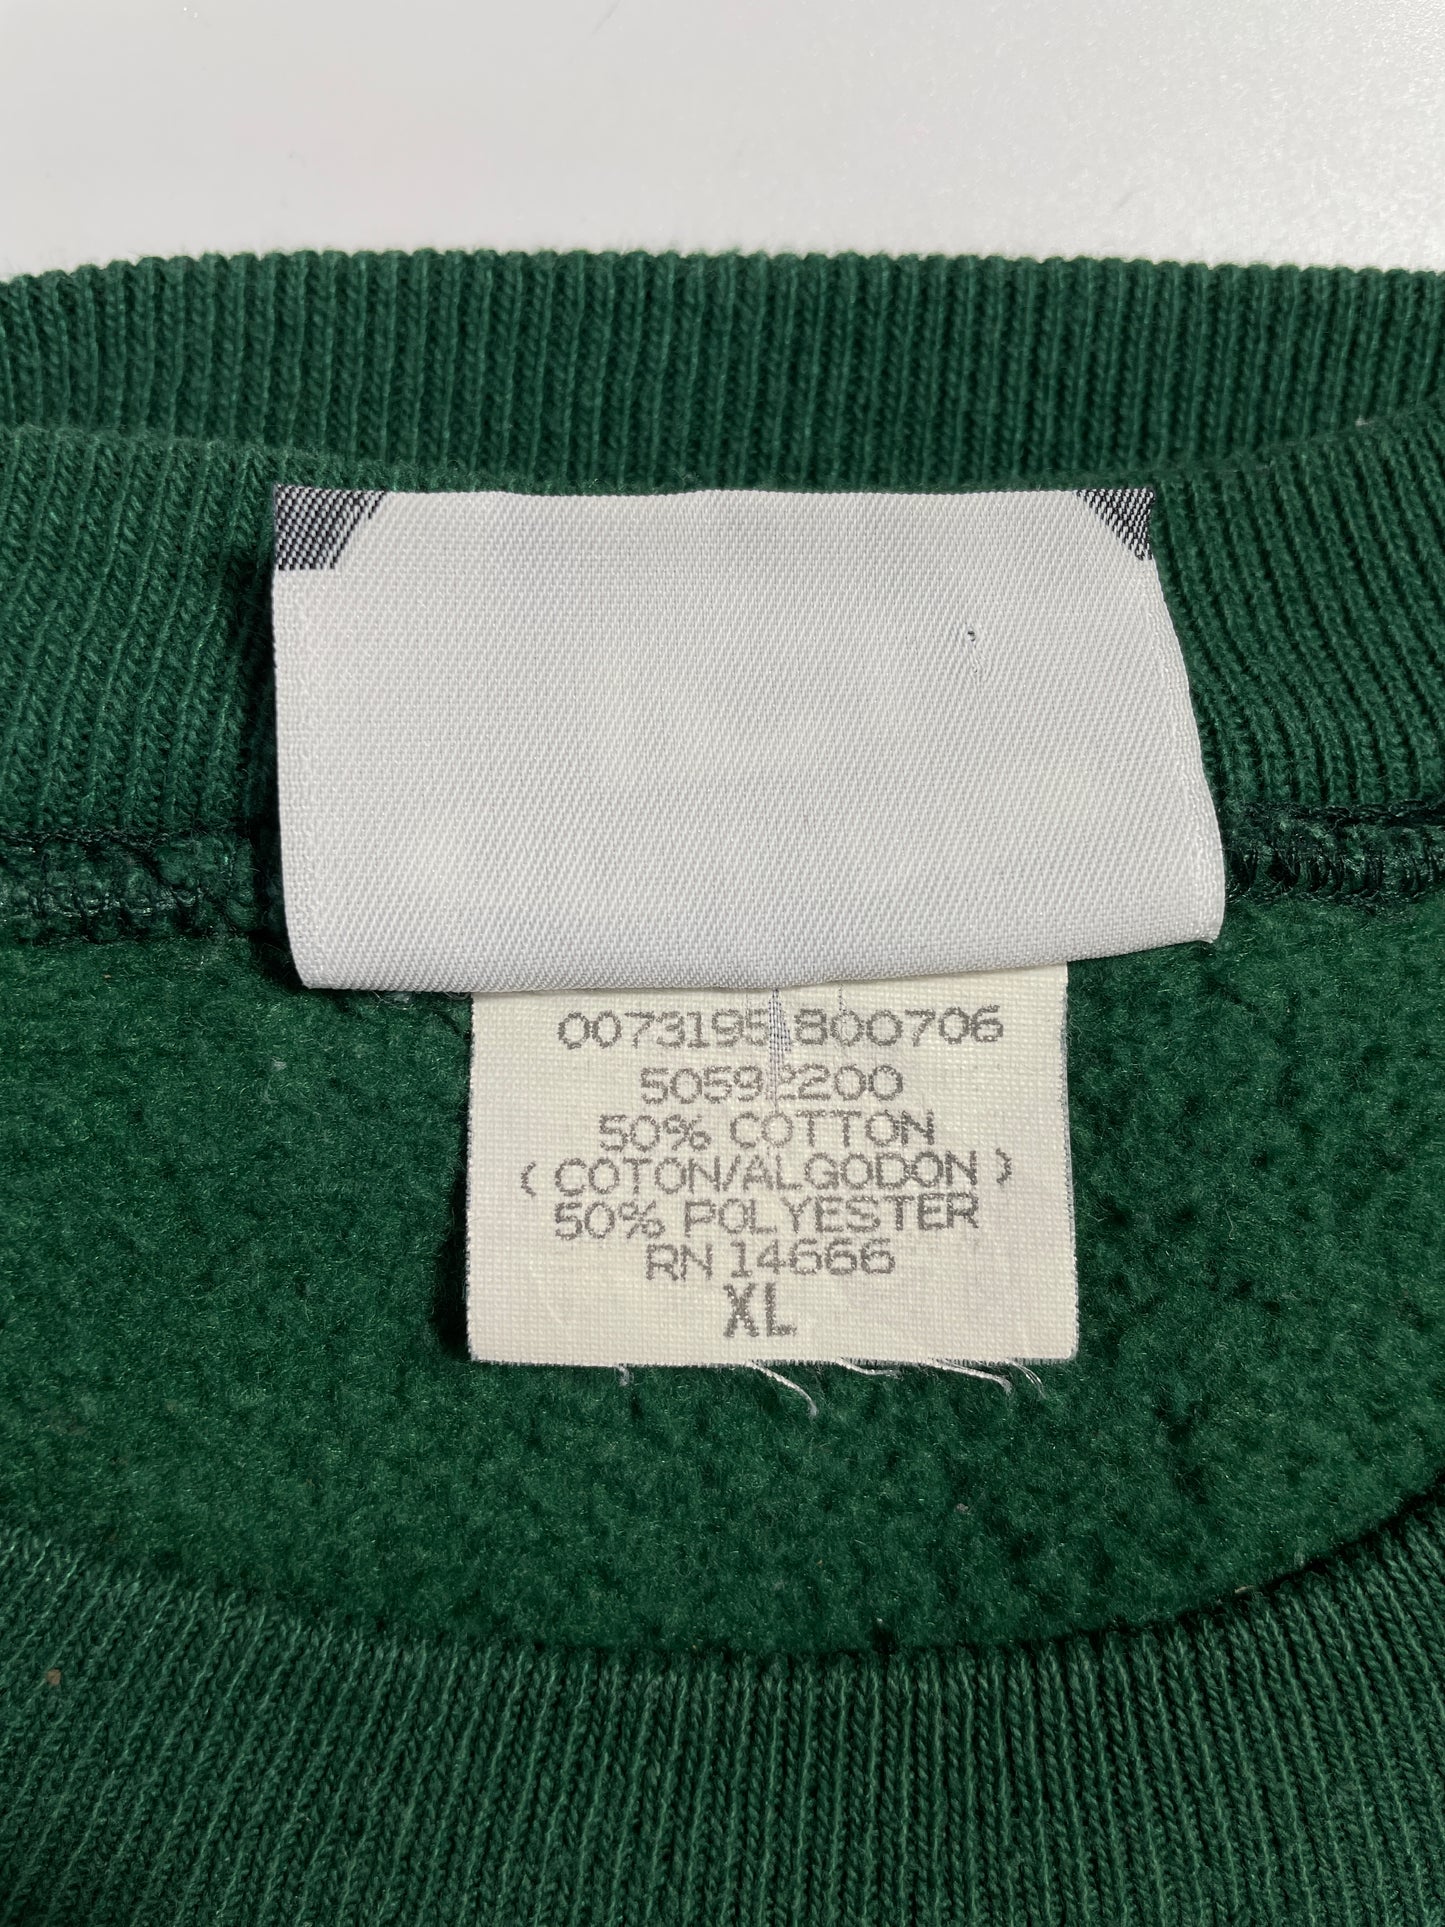 0073195 800706
50592200
50% COTTON
( COTON/ALGODON )
50% POLYESTER
RN 14666
XL